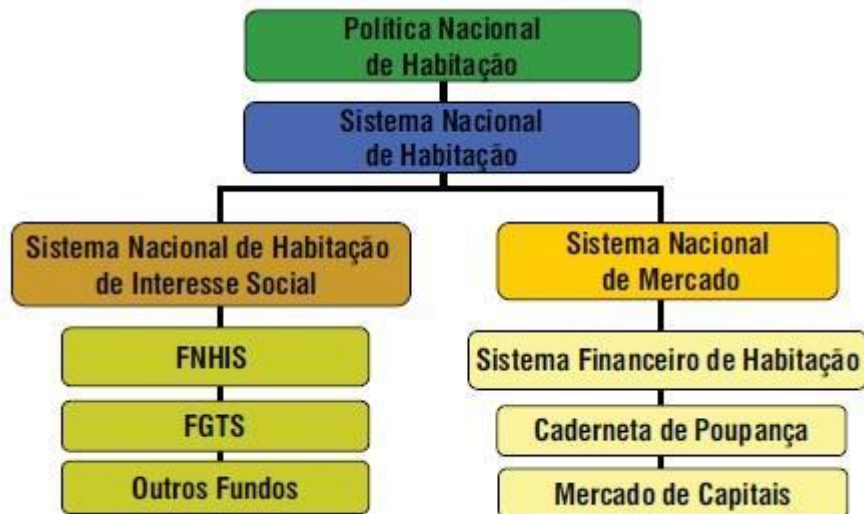 Política Nacional
de Habitação
Sistema Nacional
de Habitação
Sistema Nacional de Habitação
de Interesse Social
FNHIS
FGTS
Outros Fundos
Sistema Nacional
de Mercado
Sistema Financeiro de Habitação
Caderneta de Poupança
Mercado de Capitais